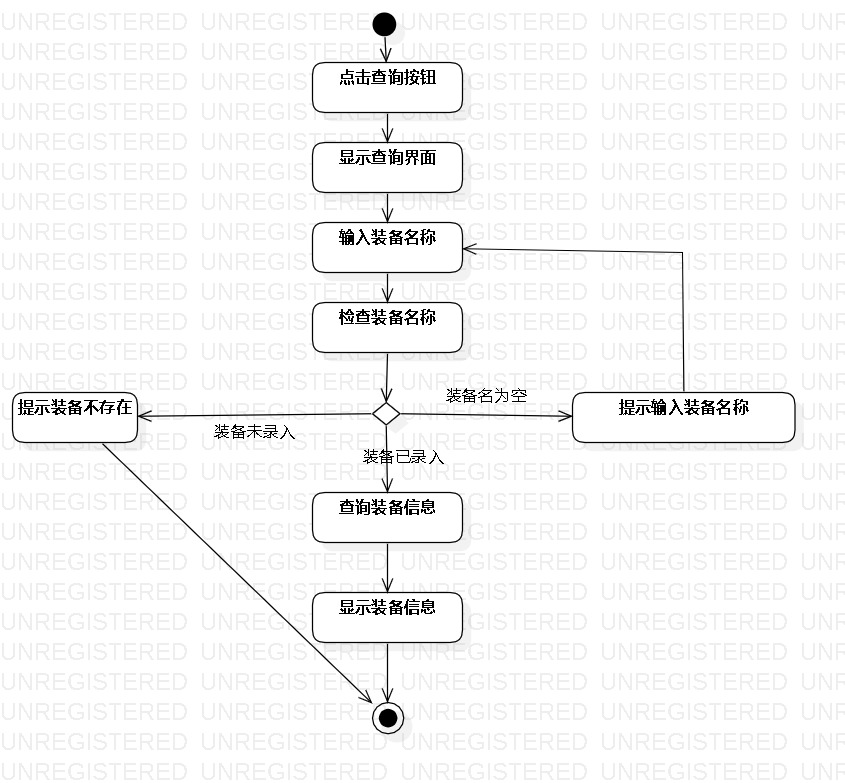 点击查询按钮
显示查询界面
输入装备名称
检查装备名称
装备名为空
提示装备不存在
提示输入装备名称
装备未录入
装备已录入
查询装备信息
显示装备信息
UNREGISTERED